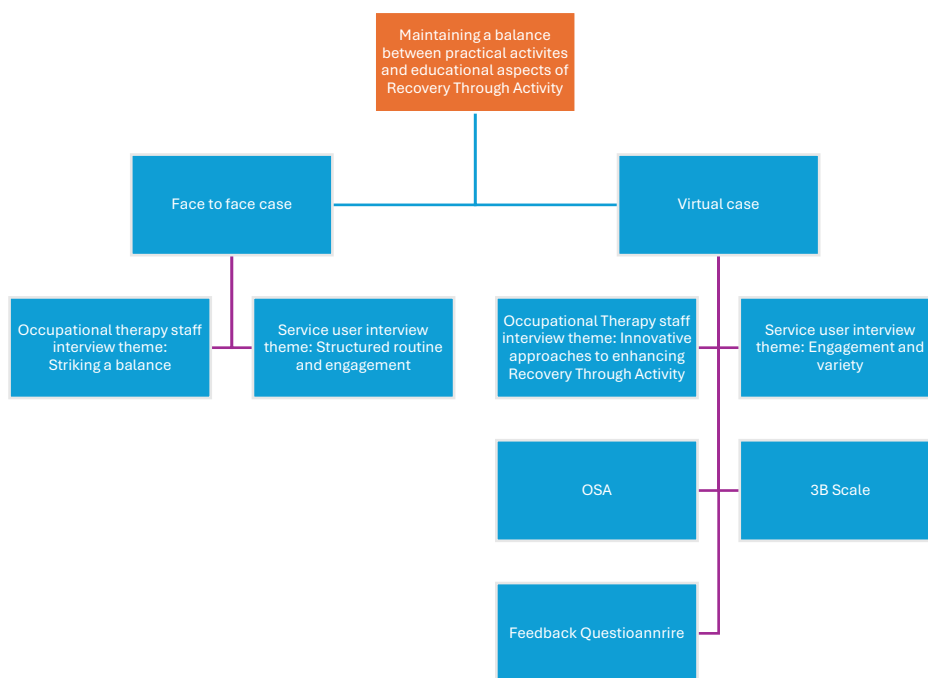 Maintaining a balance
between practical activites
and educational aspects of
Recovery Through Activity
Face to face case
Virtual case
Occupational therapy staff
interview theme:
Striking a balance
Service user interview
theme: Structured routine
and engagement
Occupational Therapy staff
interview theme: Innovative
approaches to enhancing
Recovery Through Activity
Service user interview
theme: Engagement and
variety
OSA
3B Scale
Feedback Questioannrire